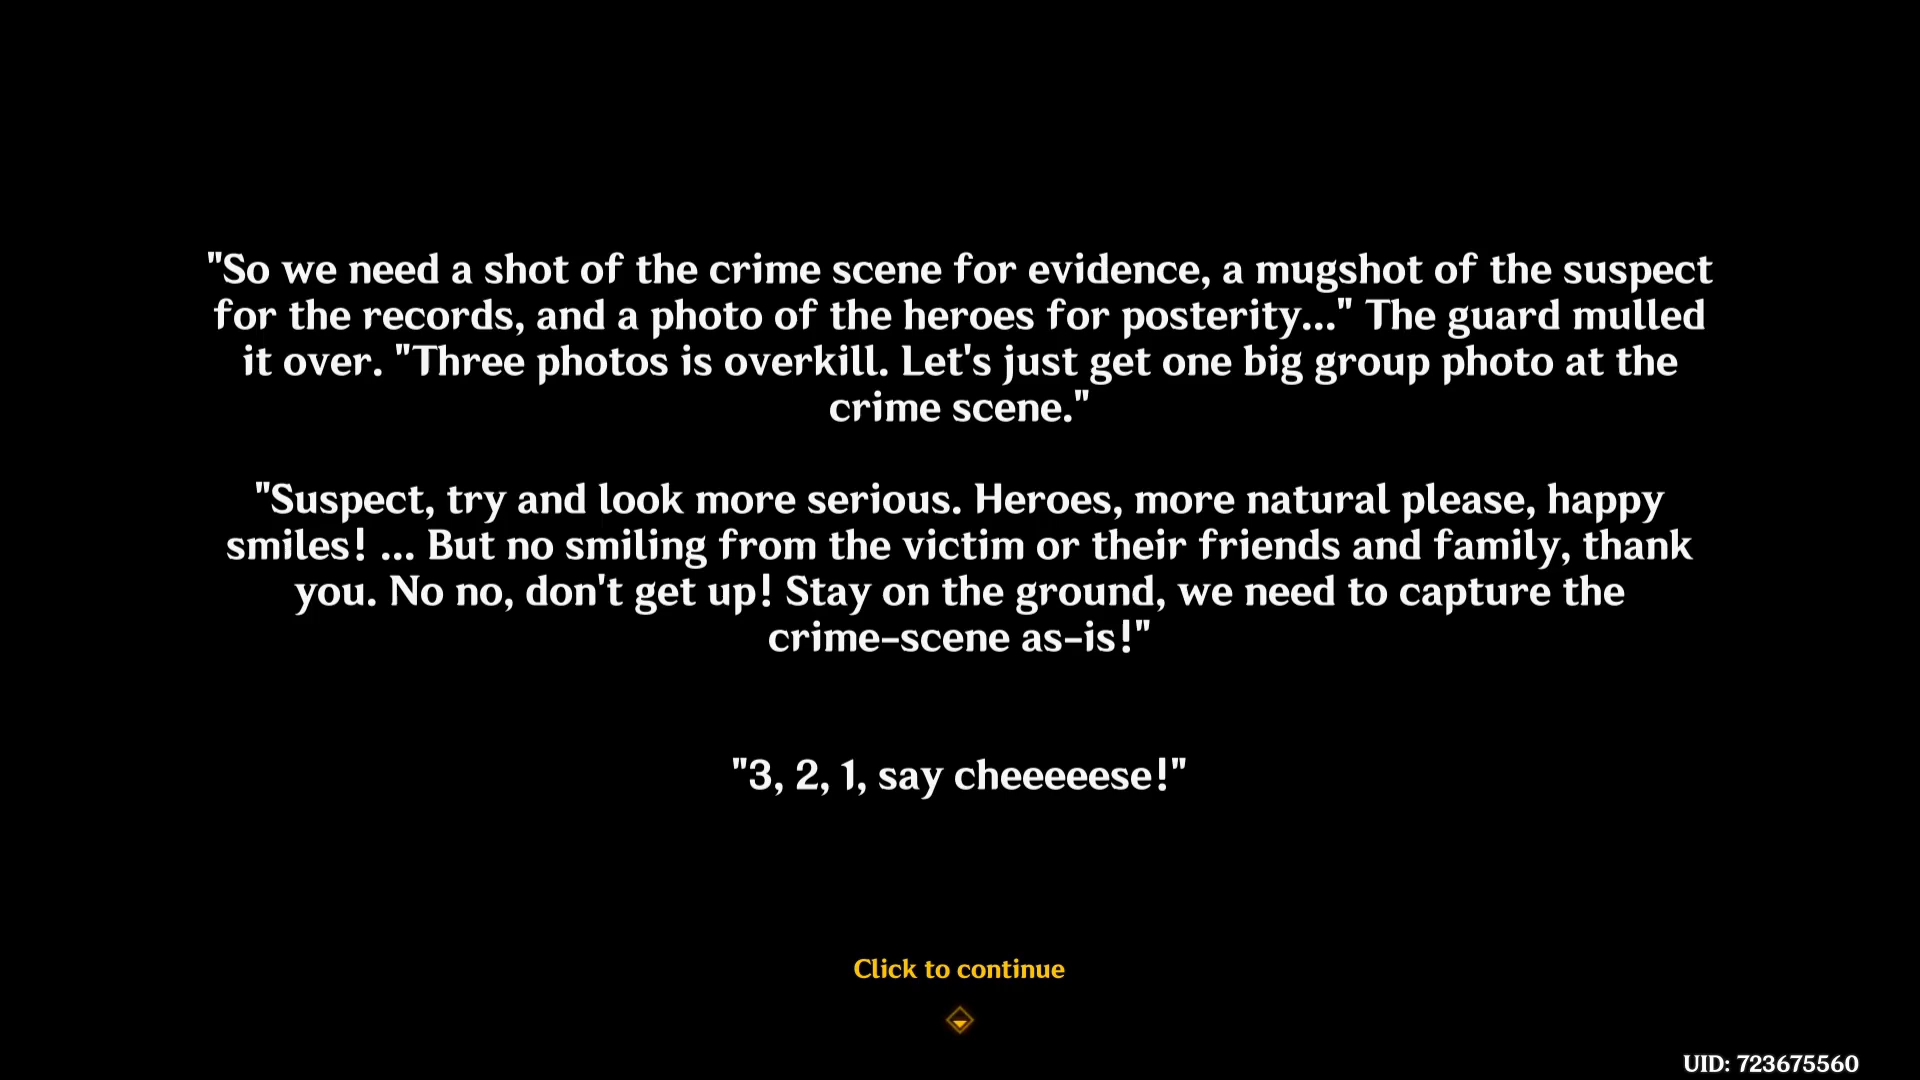 "So we need a shot of the crime scene for evidence, a mugshot of the suspect
for the records, and a photo of the heroes for posterity..." The guard mulled
it over. "Three photos is overkill. Let's just get one big group photo at the
crime scene."
"Suspect, try and look more serious. Heroes, more natural please, happy
smiles! ... But no smiling from the victim or their friends and family, thank
you. No no, don't get up! Stay on the ground, we need to capture the
crime-scene as-is!"
"3, 2, 1, say cheeeeese!"
Click to continue
UID: 723675560